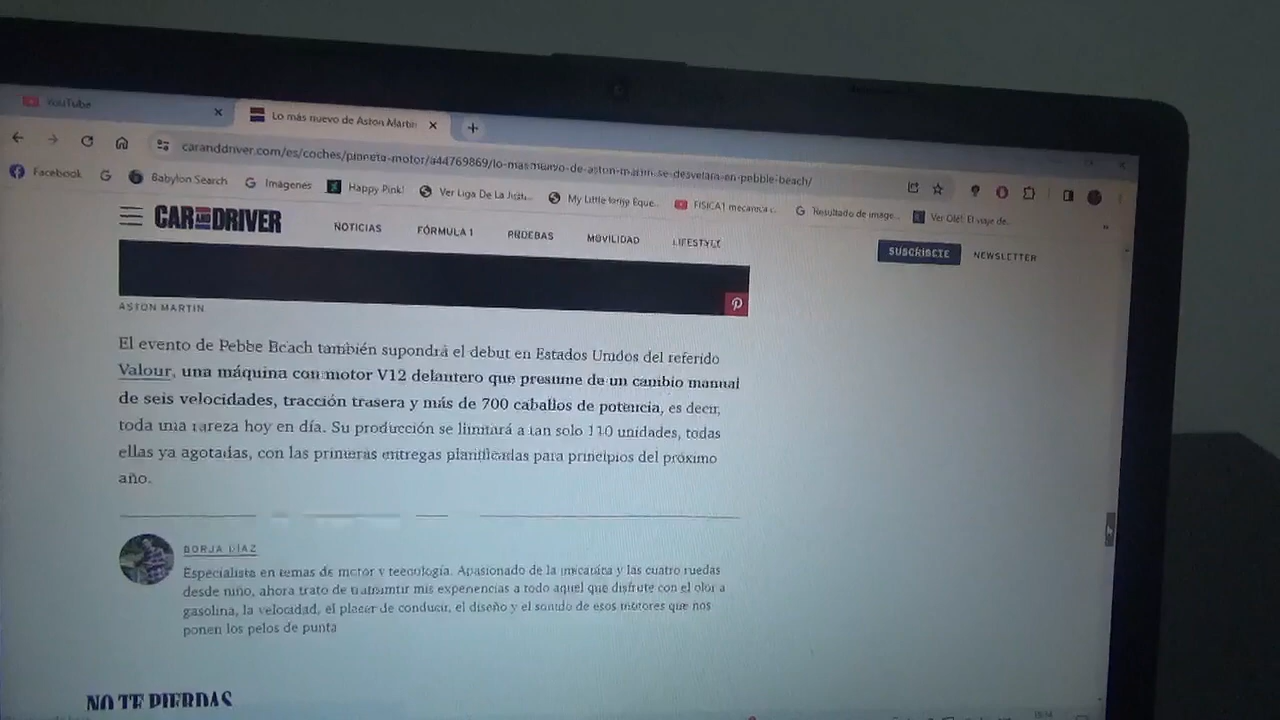 YouTube
Lo más nuevo de Aston Martin
caranddriver.com/es/coches/planeta-motor/a44769869/lo-mas-nuevo-de-aston-martin-se-desvelara-en-pebble-beach/
Facebook
Babylon Search
Imágenes
Happy Pink!
Ver Liga De La Justi...
My Little Eque...
FISICA1 mecanica c...
Resultado de image...
Ver Olé! El viaje de...
CAR AND DRIVER
NOTICIAS
FÓRMULA 1
PRUEBAS
MOVILIDAD
LIFESTYLE
SUSCRÍBETE
NEWSLETTER
ASTON MARTIN
El evento de Pebbe Beach también supondrá el debut en Estados Unidos del referido
Valour, una máquina con motor V12 delantero que presume de un cambio manual
de seis velocidades, tracción trasera y más de 700 caballos de potencia, es decir,
toda una rareza hoy en día. Su producción se limitará a tan solo 110 unidades, todas
ellas ya agotadas, con las primeras entregas planificadas para principios del próximo
año.
BORJA DÍAZ
Especialista en temas de motor y tecnología. Apasionado de la mecánica y las cuatro ruedas
desde niño, ahora trato de transmitir mis experiencias a todo aquel que disfrute con el olor a
gasolina, la velocidad, el placer de conducir, el diseño y el sonido de esos motores que nos
ponen los pelos de punta
NO TE PIERDAS